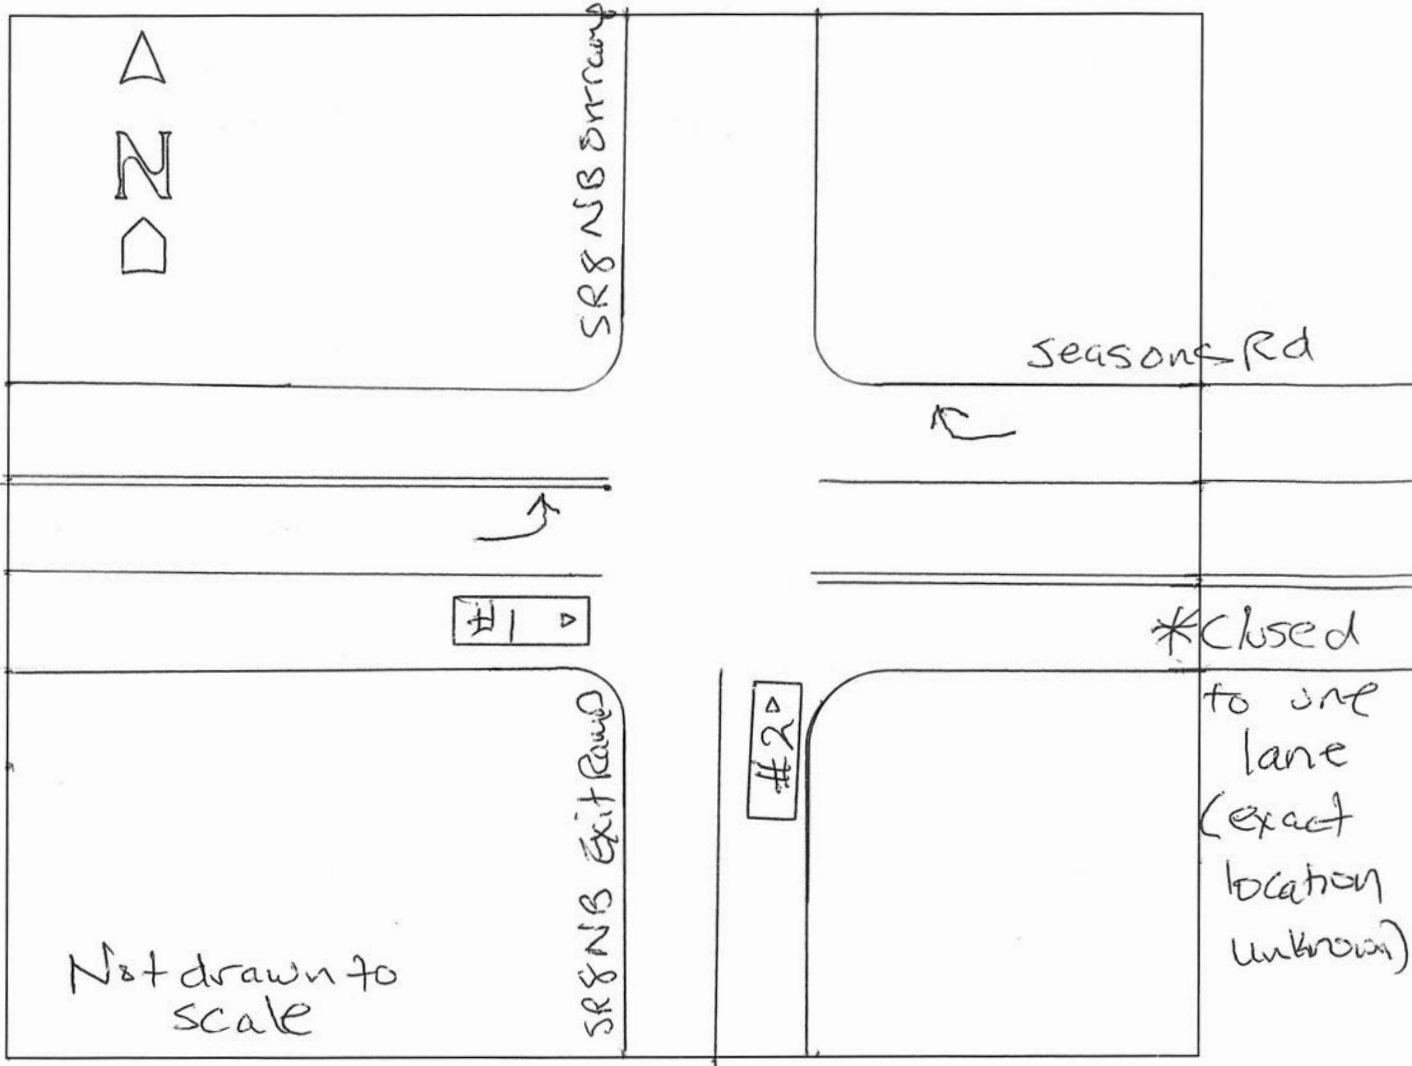 N
SR8 NB Onramp
Seasons Rd
#1
#2
*Closed
to one
lane
(exact
location
unknown)
SR8 NB Exit Ramp
Not drawn to
scale